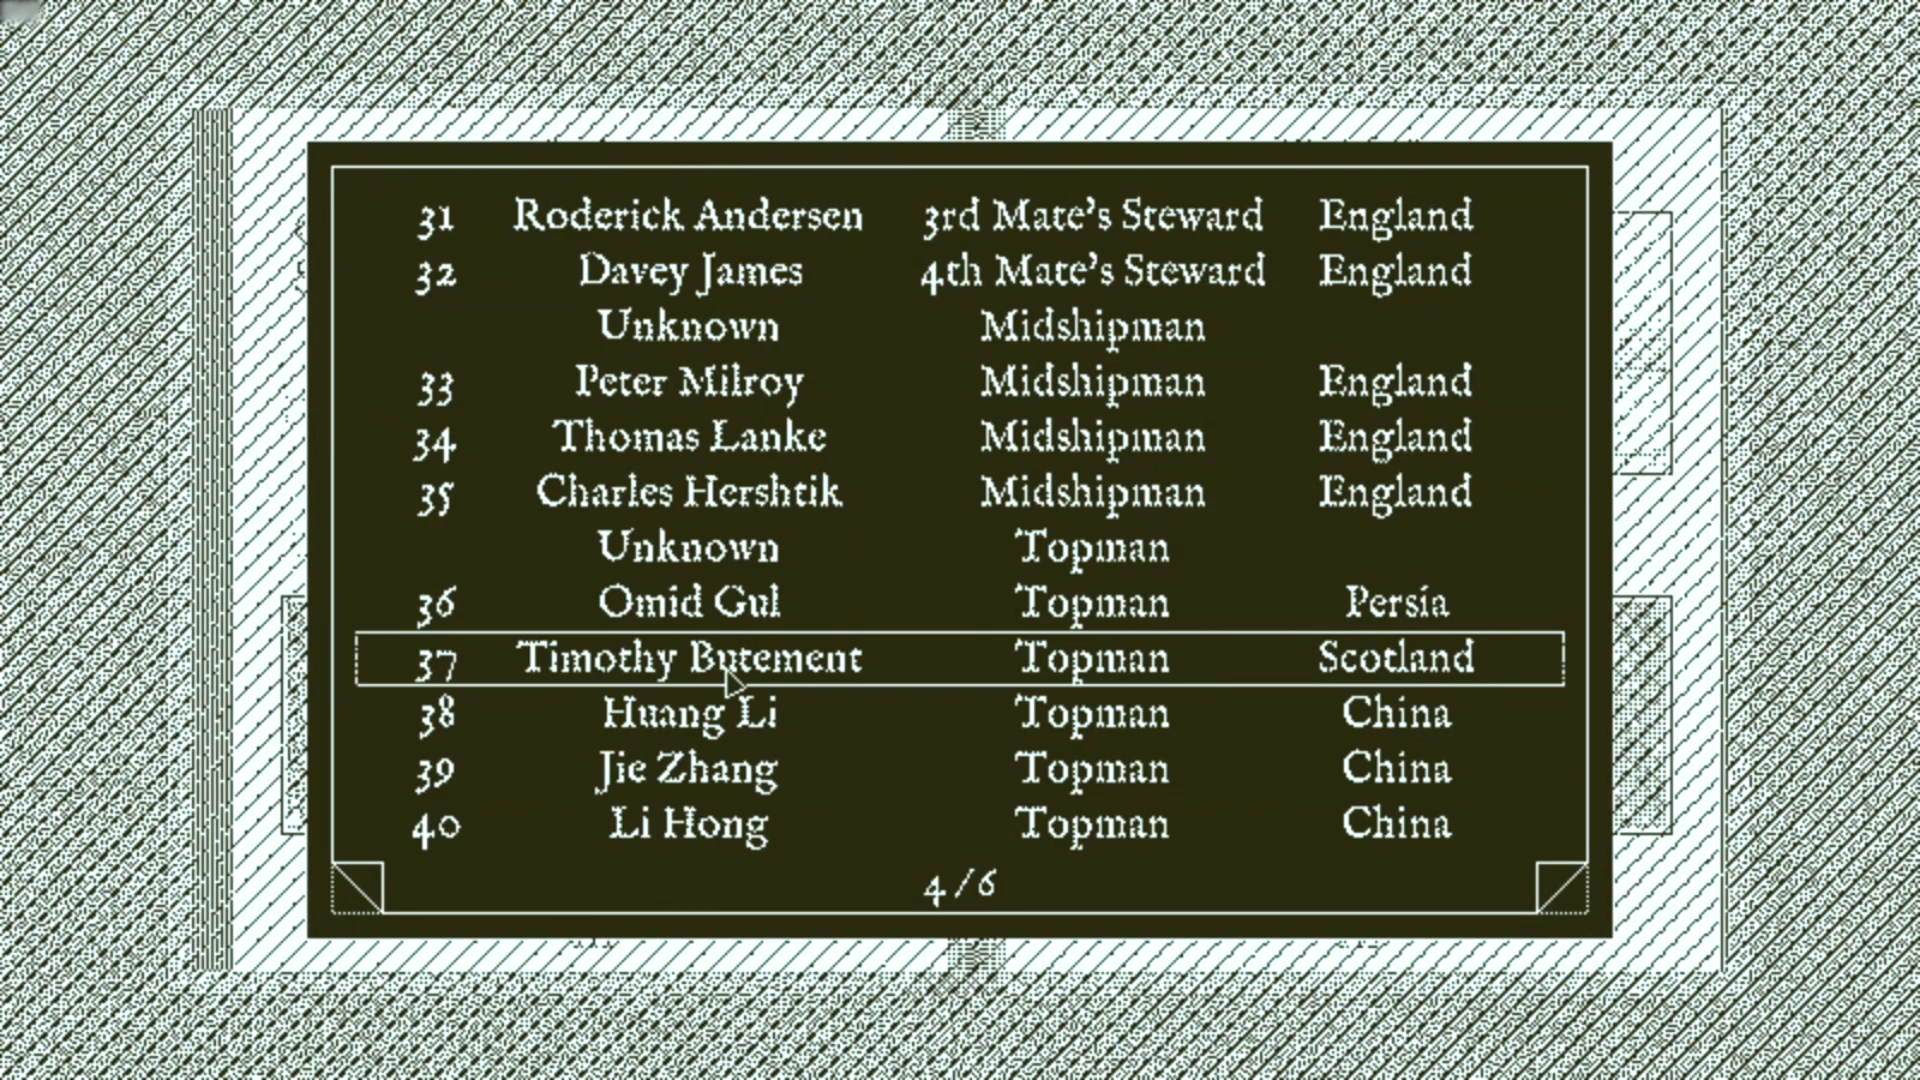 31 Roderick Andersen 3rd Mate's Steward England
32 Davey James 4th Mate's Steward England
Unknown Midshipman
33 Peter Milroy Midshipman England
34 Thomas Lanke Midshipman England
35 Charles Hershtik Midshipman England
Unknown Topman
36 Omid Gul Topman Persia
37 Timothy Butement Topman Scotland
38 Huang Li Topman China
39 Jie Zhang Topman China
40 Li Hong Topman China
4/6